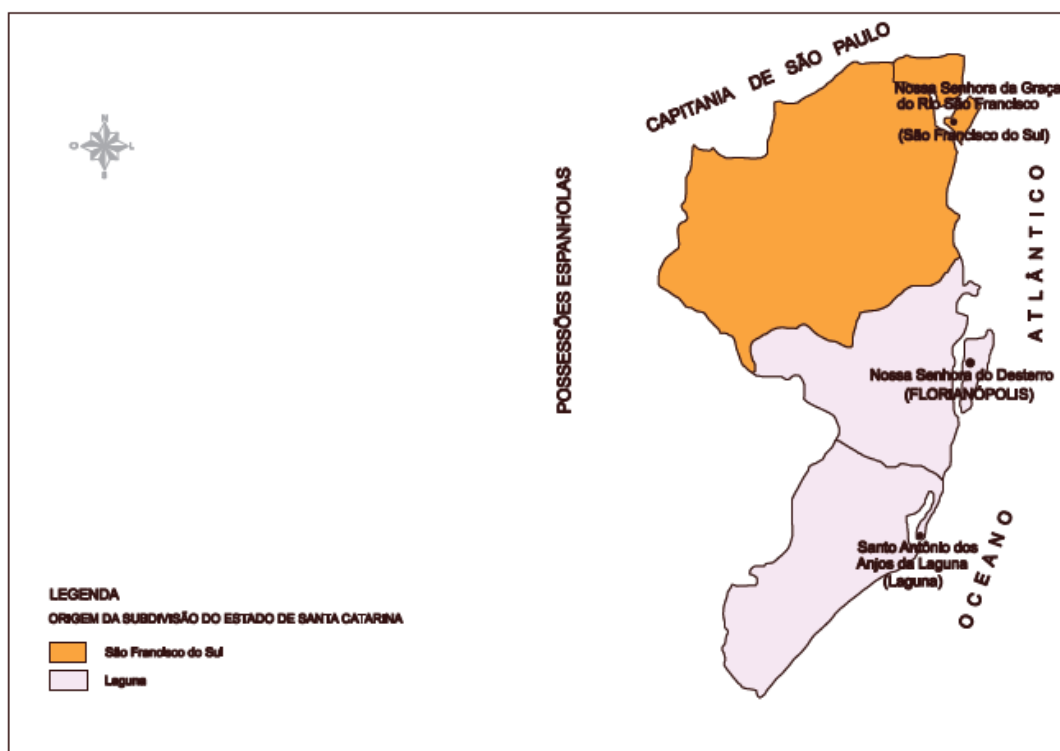 CAPITANIA DE SÃO PAULO
Nossa Senhora da Graça
do Rio São Francisco
(São Francisco do Sul)
N
O L
S
POSSESSÕES ESPANHOLAS
ATLÂNTICO
Nossa Senhora do Desterro
(FLORIANÓPOLIS)
OCEANO
Santo Antônio dos
Anjos da Laguna
(Laguna)
LEGENDA
ORIGEM DA SUBDIVISÃO DO ESTADO DE SANTA CATARINA
São Francisco do Sul
Laguna